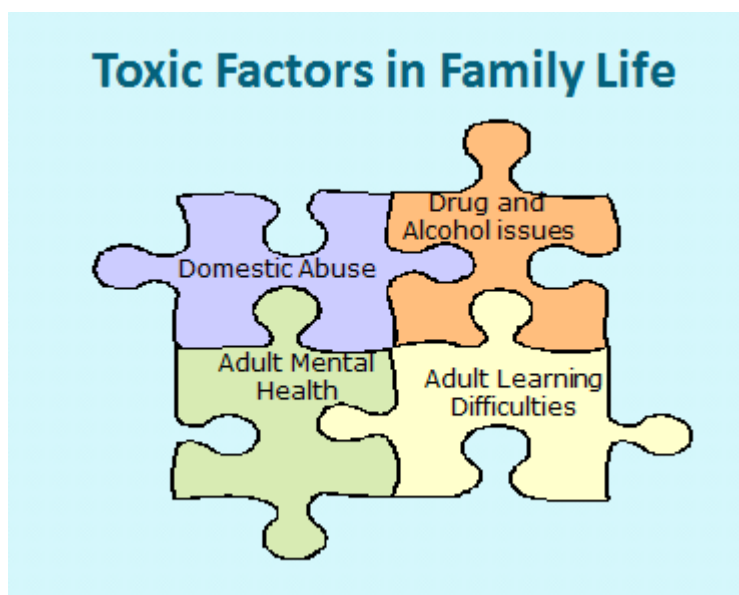 Toxic Factors in Family Life
Drug and
Alcohol issues
Domestic Abuse
Adult Mental
Health
Adult Learning
Difficulties